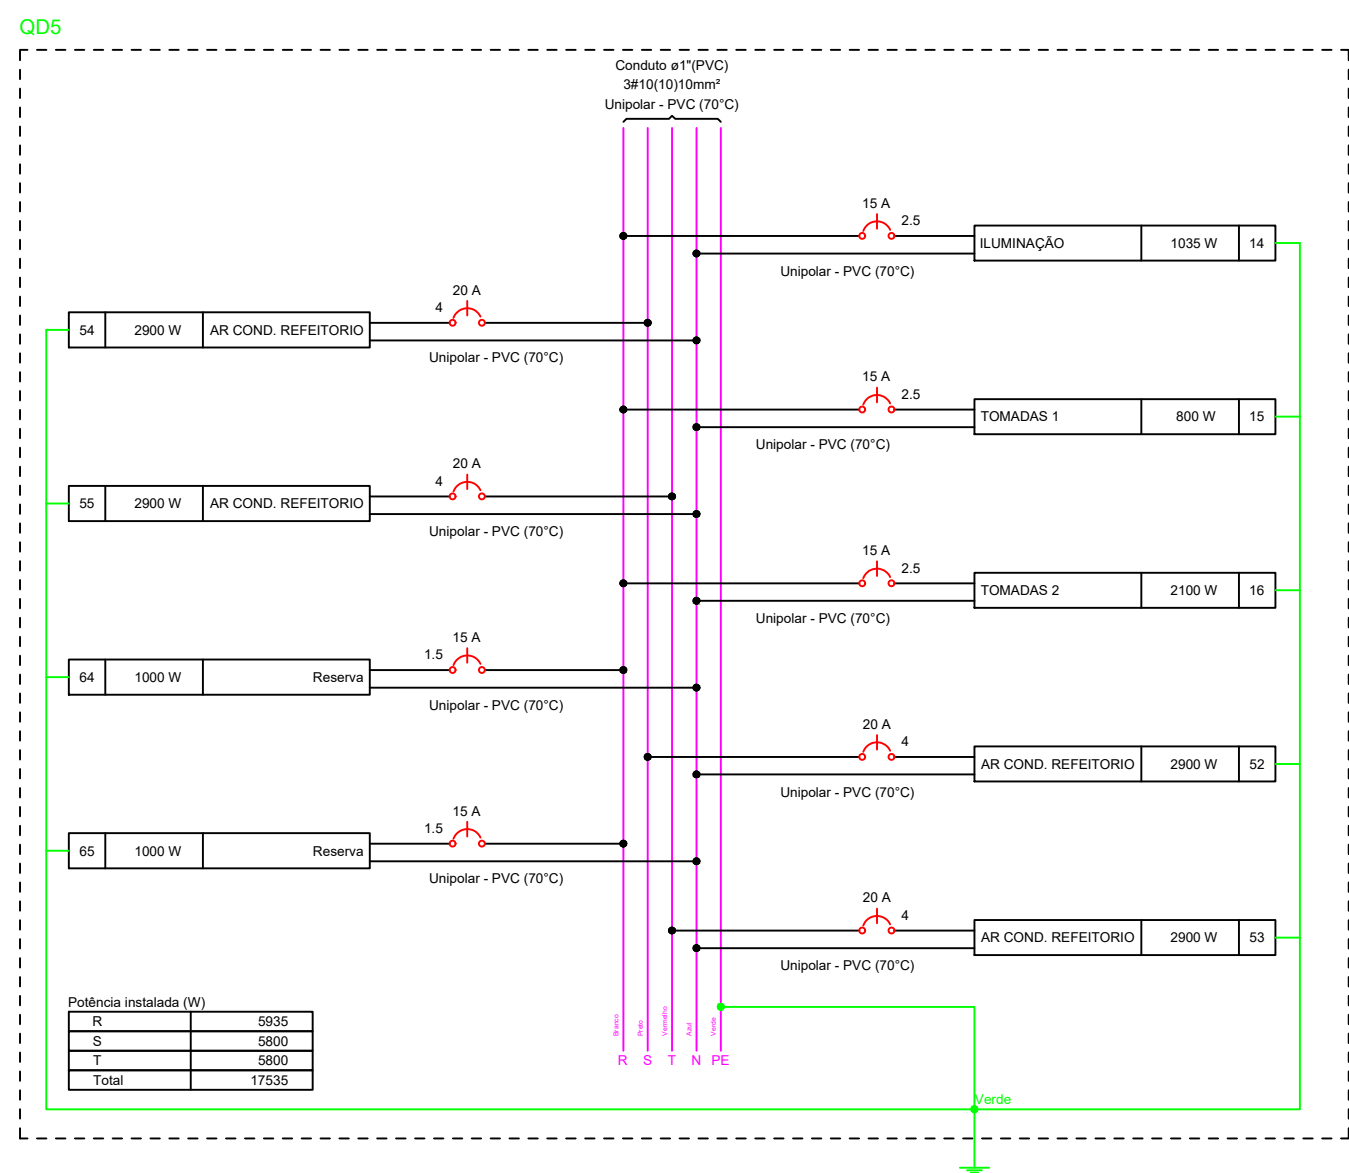 QD5
Conduto ø1"(PVC)
3#10(10)10mm²
Unipolar - PVC (70°C)
15 A
2.5
ILUMINAÇÃO 1035 W 14
Unipolar - PVC (70°C)
20 A
4
54 2900 W AR COND. REFEITORIO
Unipolar - PVC (70°C)
15 A
2.5
TOMADAS 1 800 W 15
Unipolar - PVC (70°C)
20 A
4
55 2900 W AR COND. REFEITORIO
Unipolar - PVC (70°C)
15 A
2.5
TOMADAS 2 2100 W 16
Unipolar - PVC (70°C)
15 A
1.5
64 1000 W Reserva
Unipolar - PVC (70°C)
20 A
4
AR COND. REFEITORIO 2900 W 52
Unipolar - PVC (70°C)
15 A
1.5
65 1000 W Reserva
Unipolar - PVC (70°C)
20 A
4
AR COND. REFEITORIO 2900 W 53
Unipolar - PVC (70°C)
Potência instalada (W)
R 5935
S 5800
T 5800
Total 17535
Branco
Preto
Vermelho
Azul
Verde
R S T N PE
Verde